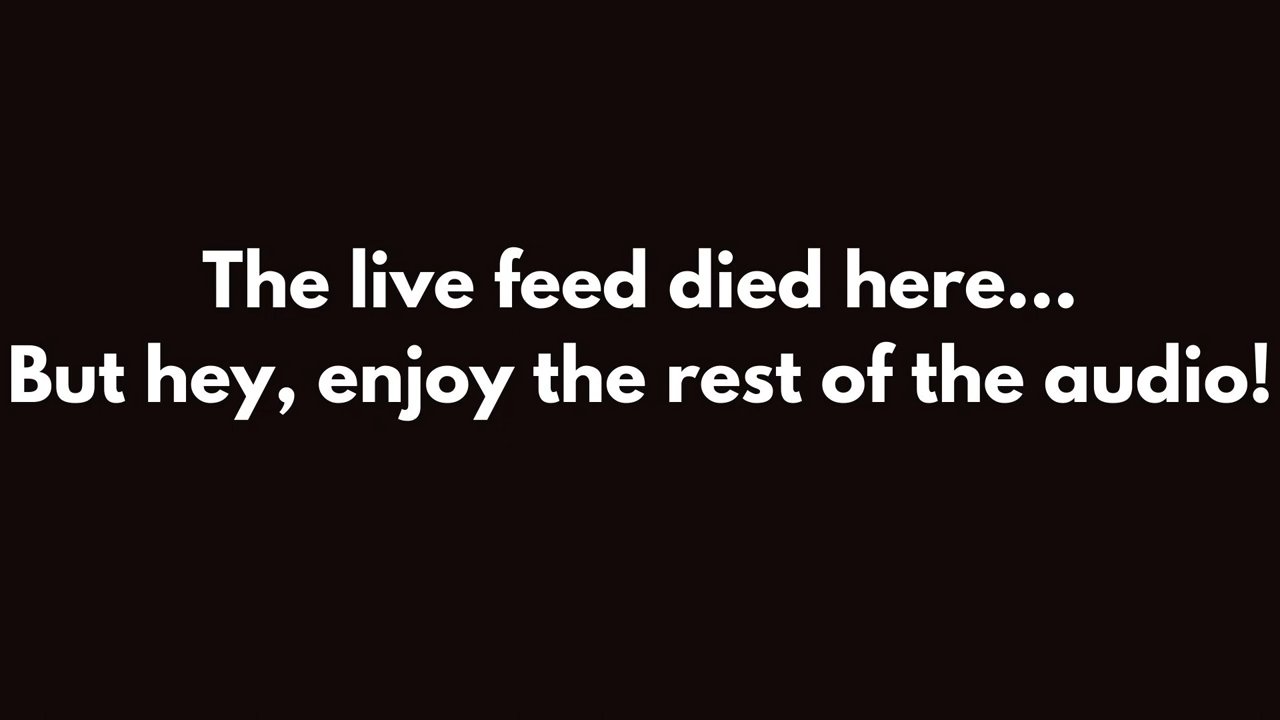 The live feed died here...
But hey, enjoy the rest of the audio!